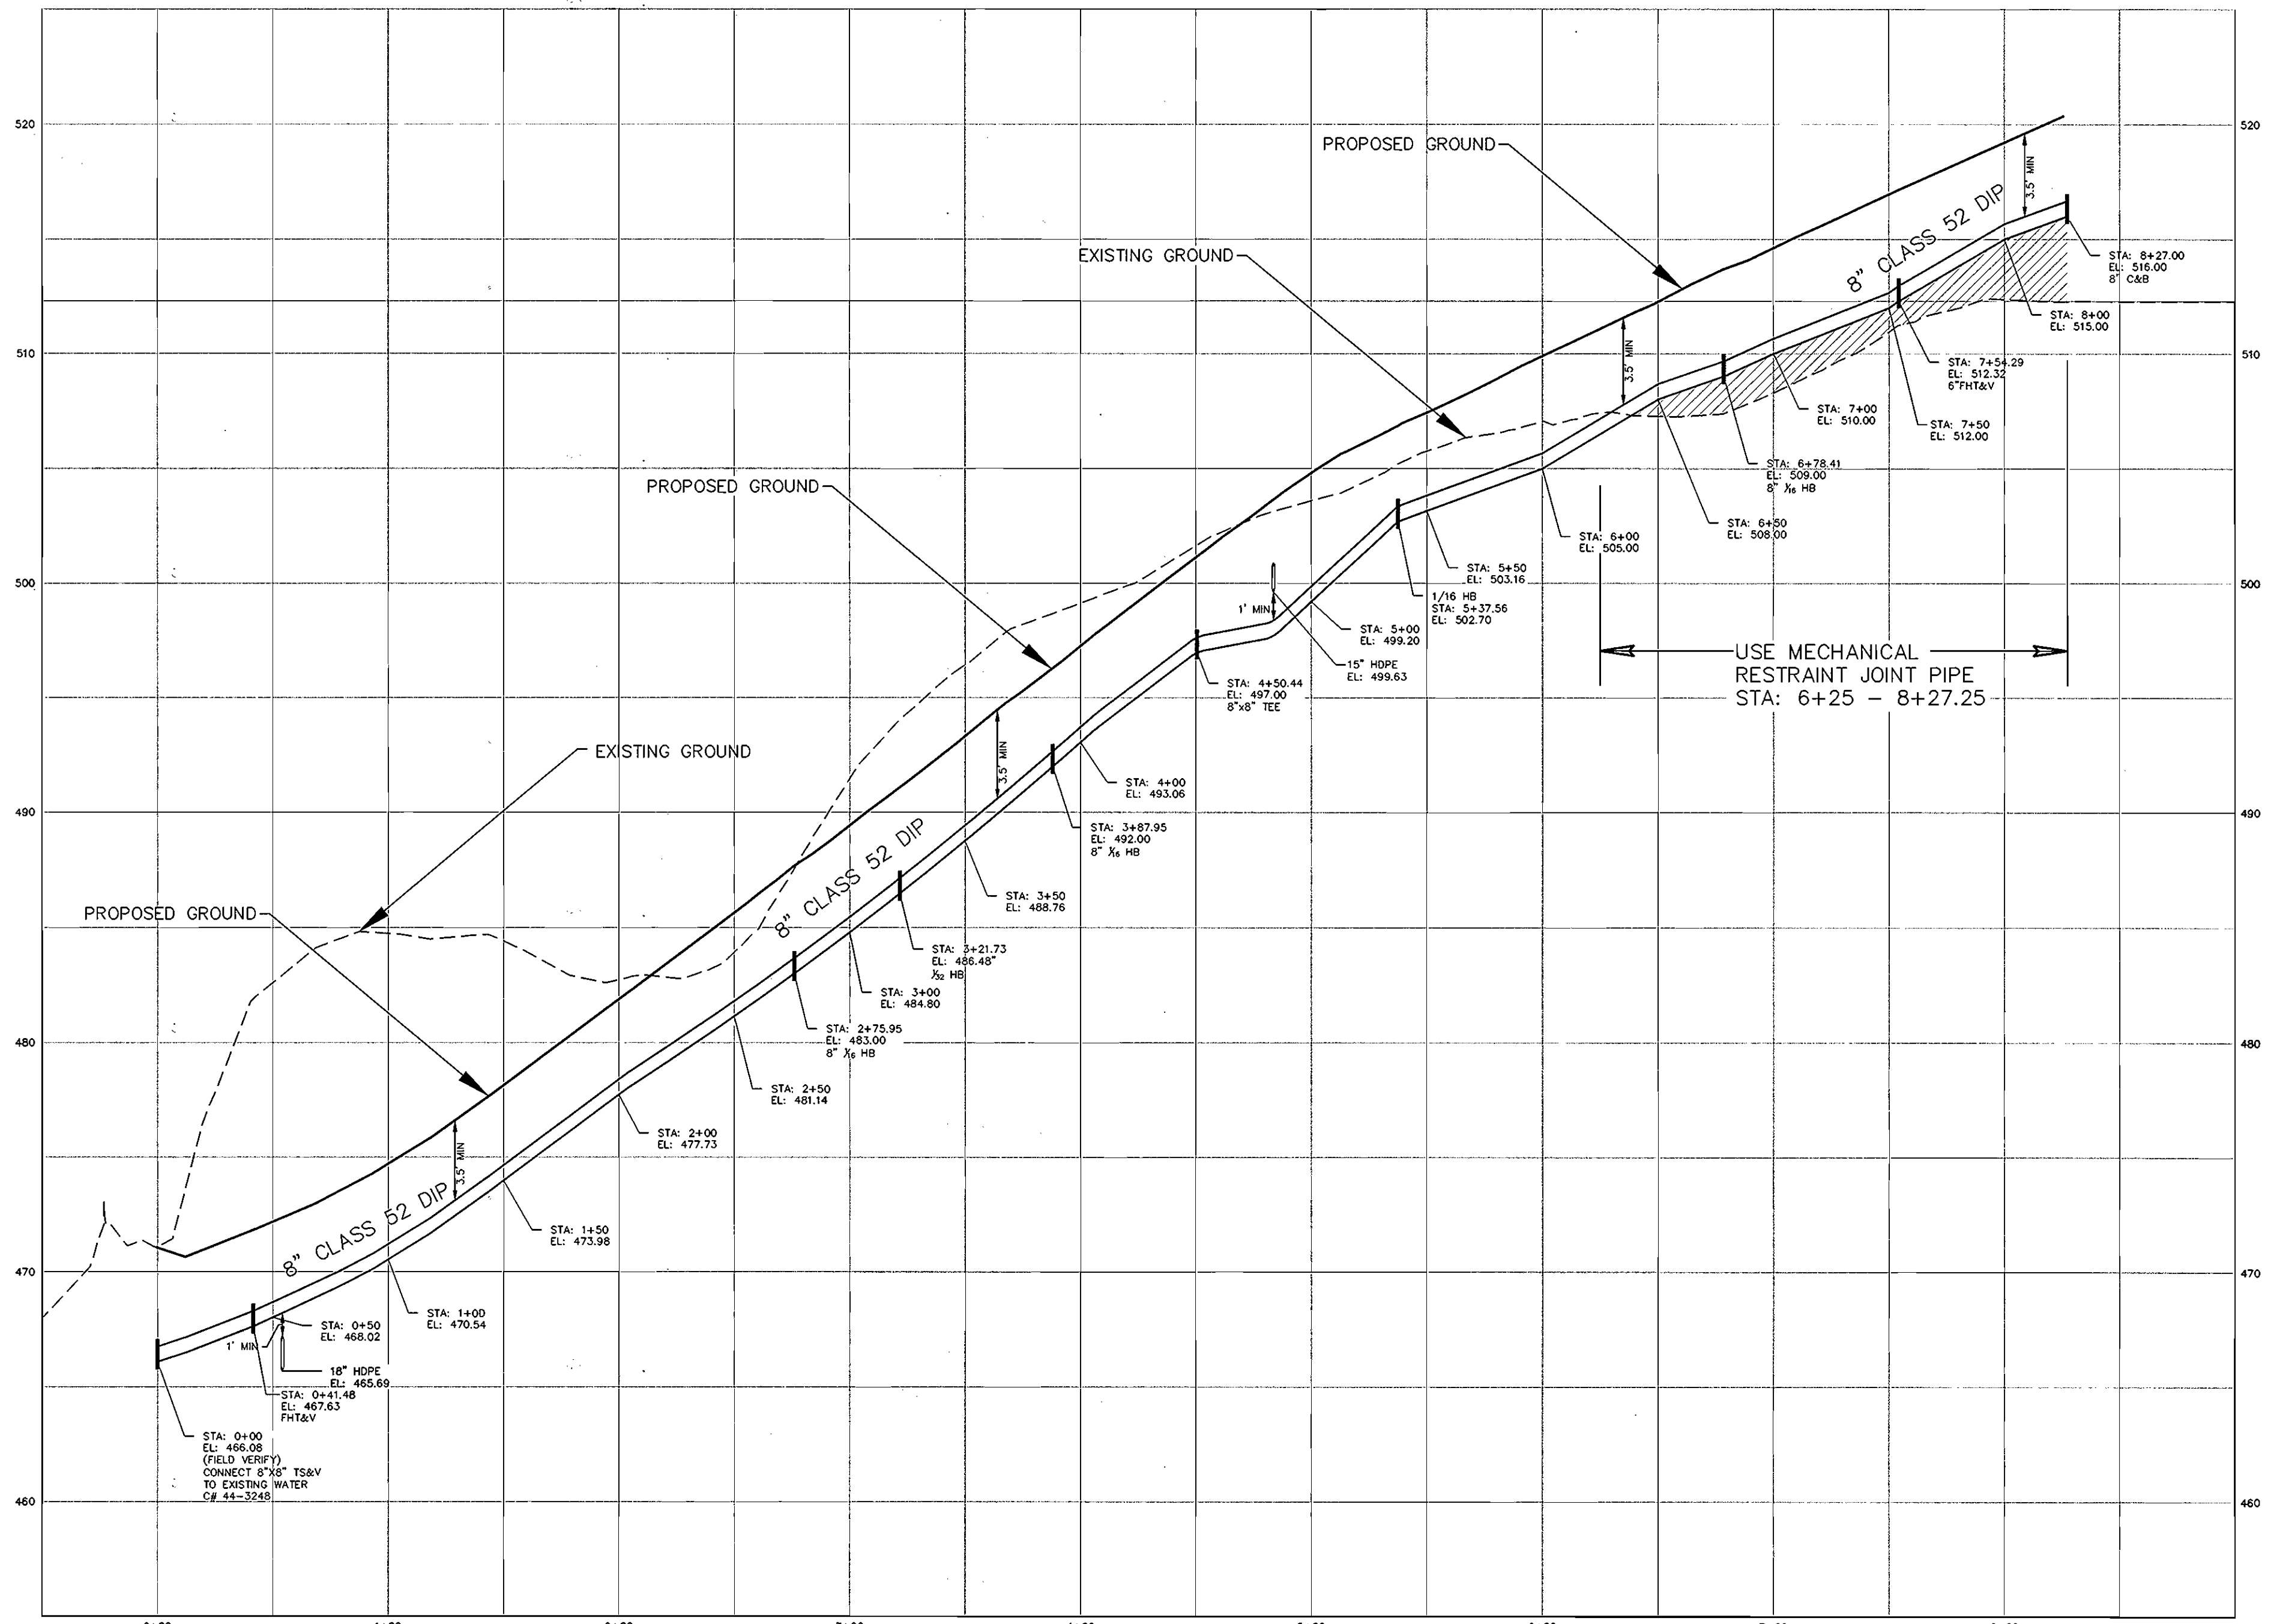 520
520
PROPOSED GROUND
3.5' MIN
8" CLASS 52 DIP
EXISTING GROUND
STA: 8+27.00
EL: 516.00
8" C&B
STA: 8+00
EL: 515.00
510
510
3.5' MIN
STA: 7+54.29
EL: 512.32
6"FHT&V
STA: 7+00
EL: 510.00
STA: 7+50
EL: 512.00
STA: 6+78.41
EL: 509.00
8" 1/16 HB
PROPOSED GROUND
STA: 6+50
EL: 508.00
STA: 6+00
EL: 505.00
500
500
STA: 5+50
EL: 503.16
1/16 HB
STA: 5+37.56
EL: 502.70
1' MIN
STA: 5+00
EL: 499.20
15" HDPE
EL: 499.63
USE MECHANICAL
RESTRAINT JOINT PIPE
STA: 6+25 - 8+27.25
STA: 4+50.44
EL: 497.00
8"x8" TEE
EXISTING GROUND
3.5' MIN
STA: 4+00
EL: 493.06
490
490
8" CLASS 52 DIP
STA: 3+87.95
EL: 492.00
8" 1/16 HB
STA: 3+50
EL: 488.76
PROPOSED GROUND
STA: 3+21.73
EL: 486.48"
1/32 HB
STA: 3+00
EL: 484.80
STA: 2+75.95
EL: 483.00
8" 1/16 HB
480
480
STA: 2+50
EL: 481.14
STA: 2+00
EL: 477.73
3.5' MIN
8" CLASS 52 DIP
STA: 1+50
EL: 473.98
470
470
STA: 1+00
EL: 470.54
STA: 0+50
EL: 468.02
1' MIN
18" HDPE
EL: 465.69
STA: 0+41.48
EL: 467.63
FHT&V
STA: 0+00
EL: 466.08
(FIELD VERIFY)
CONNECT 8"X8" TS&V
TO EXISTING WATER
C# 44-3248
460
460